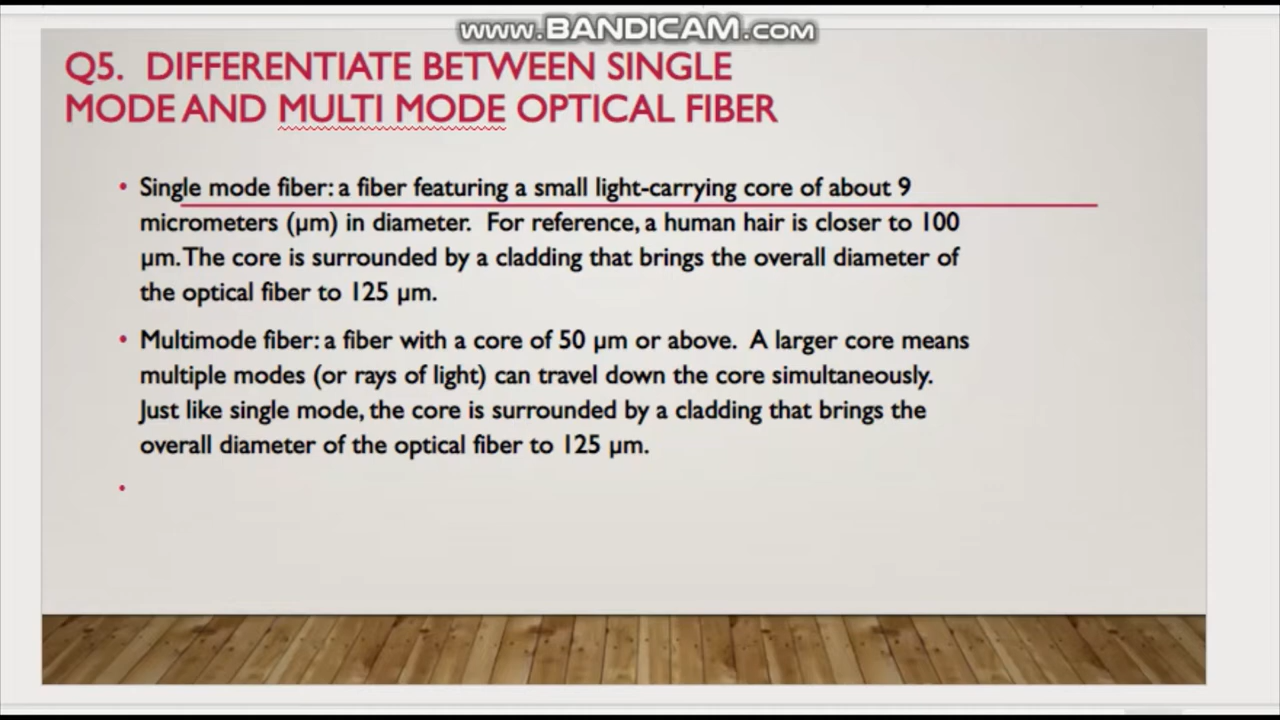 www.BANDICAM.com
Q5. DIFFERENTIATE BETWEEN SINGLE
MODE AND MULTI MODE OPTICAL FIBER
• Single mode fiber: a fiber featuring a small light-carrying core of about 9
micrometers (µm) in diameter. For reference, a human hair is closer to 100
µm. The core is surrounded by a cladding that brings the overall diameter of
the optical fiber to 125 µm.
• Multimode fiber: a fiber with a core of 50 µm or above. A larger core means
multiple modes (or rays of light) can travel down the core simultaneously.
Just like single mode, the core is surrounded by a cladding that brings the
overall diameter of the optical fiber to 125 µm.
•